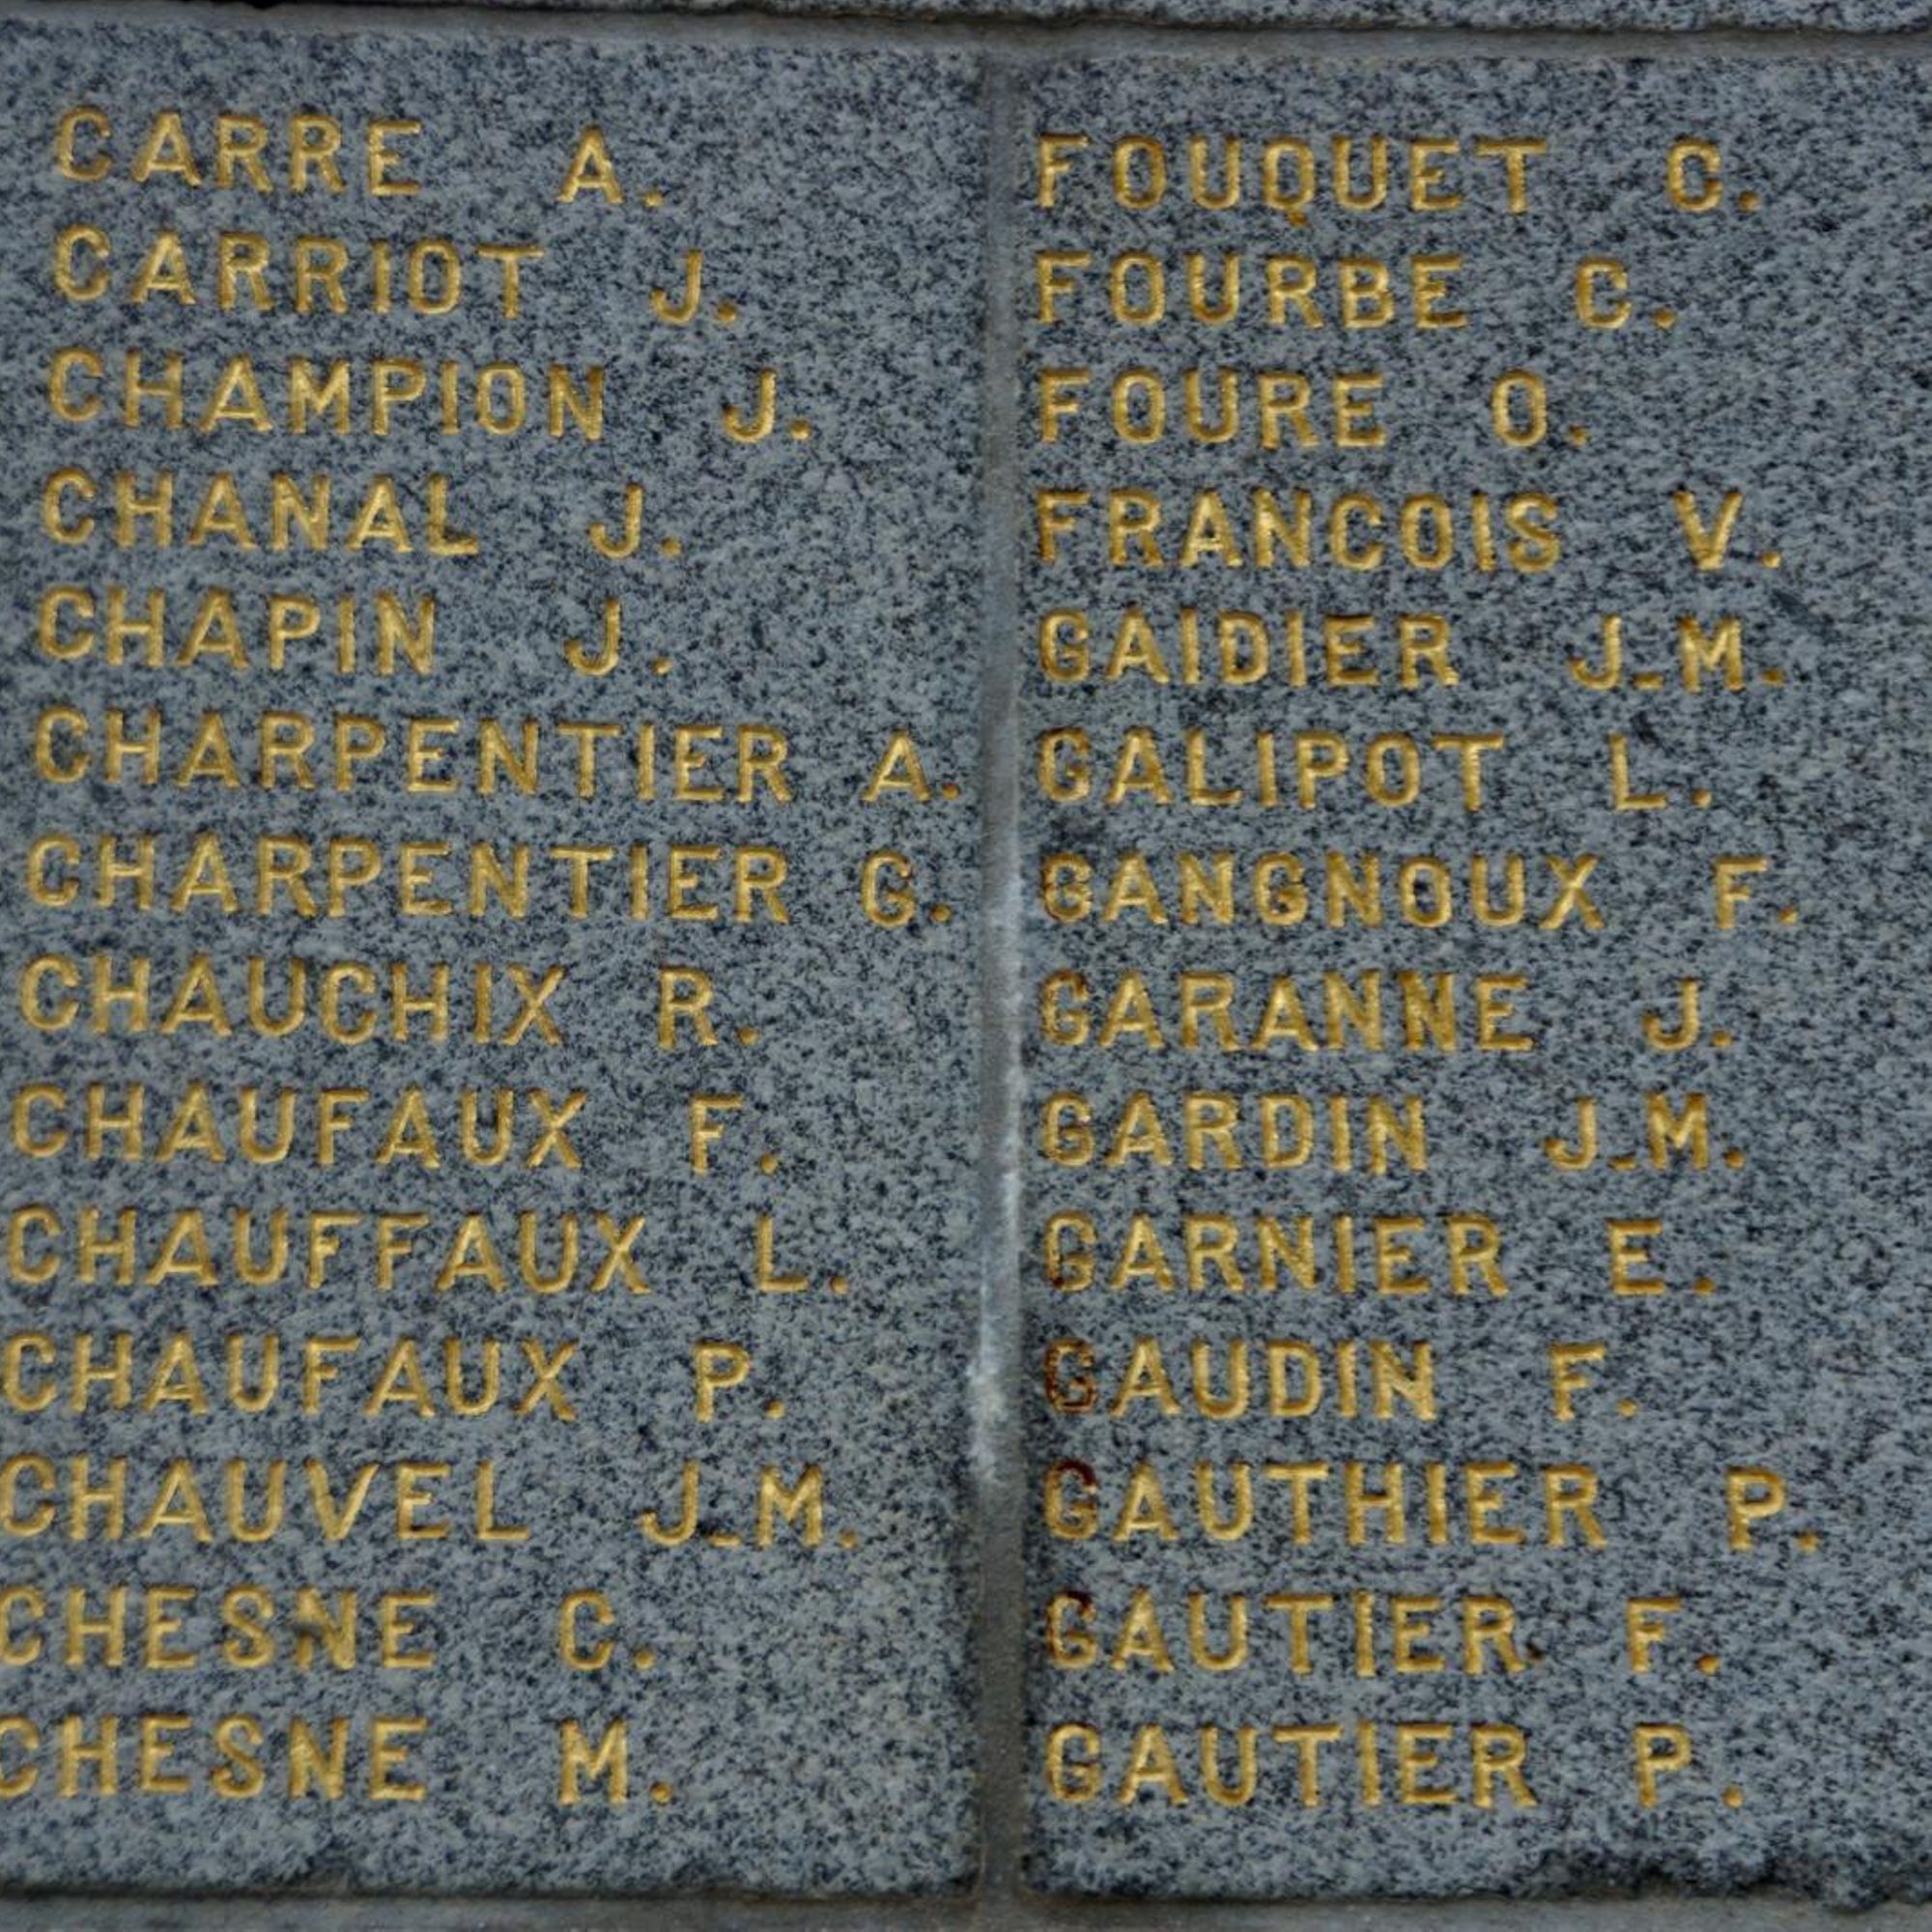 CARRE A.
CARRIOT J.
CHAMPION J.
CHANAL J.
CHAPIN J.
CHARPENTIER A.
CHARPENTIER G.
CHAUCHIX R.
CHAUFAUX F.
CHAUFFAUX L.
CHAUFAUX P.
CHAUVEL J-M.
CHESNE C.
CHESNE M.
FOUQUET C.
FOURBE C.
FOURE O.
FRANCOIS V.
GAIDIER J-M.
GALIPOT L.
GANGNOUX F.
GARANNE J.
GARDIN J-M.
GARNIER E.
GAUDIN F.
GAUTHIER P.
GAUTIER F.
GAUTIER P.